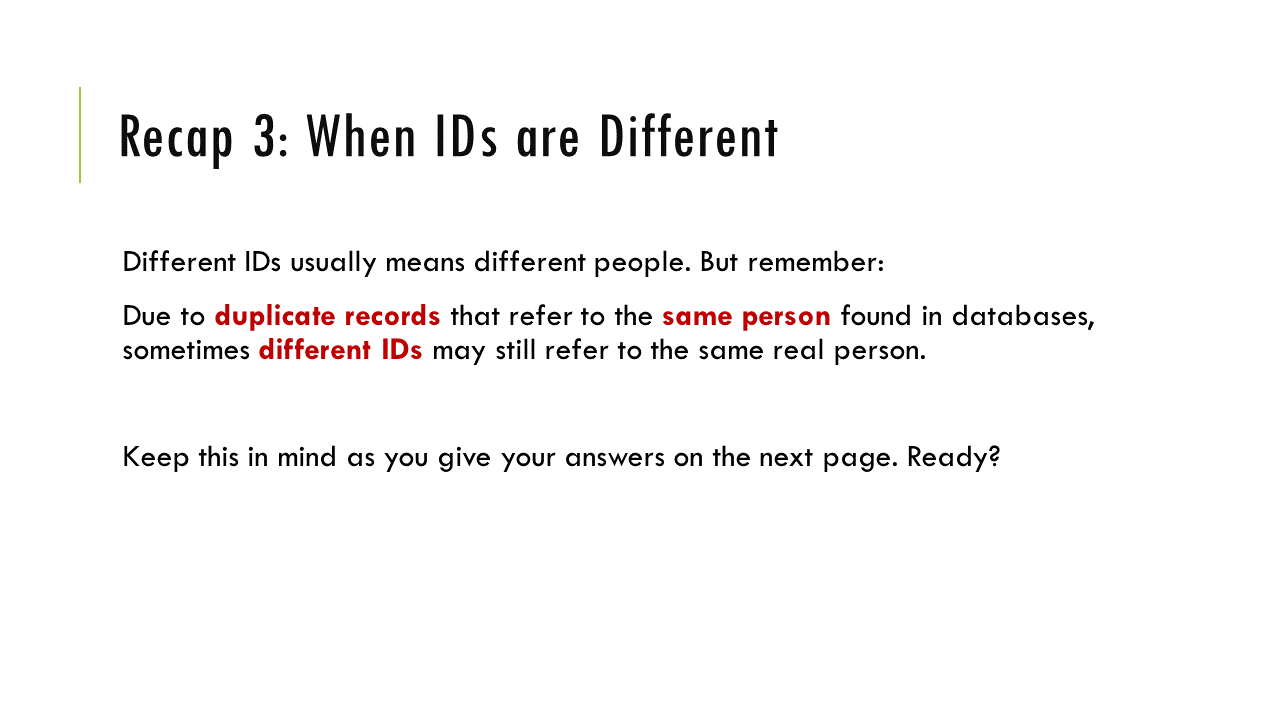 Recap 3: When IDs are Different
Different IDs usually means different people. But remember:
Due to duplicate records that refer to the same person found in databases,
sometimes different IDs may still refer to the same real person.
Keep this in mind as you give your answers on the next page. Ready?